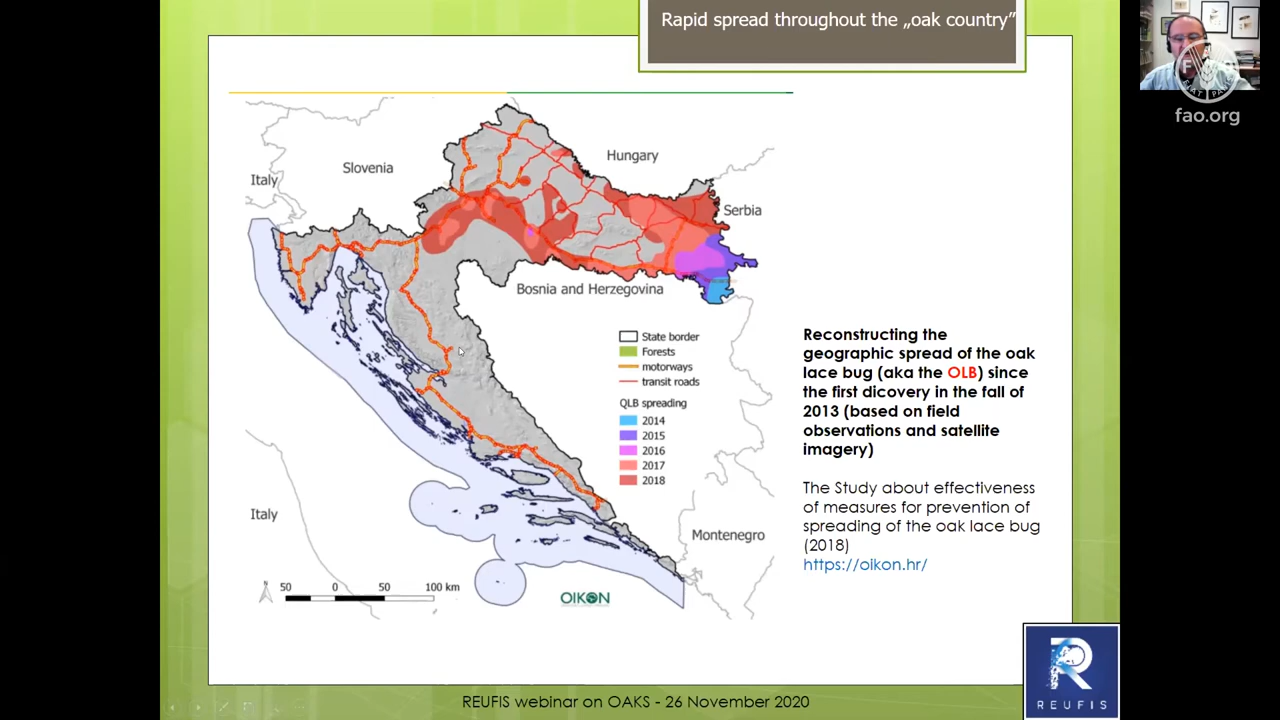 Rapid spread throughout the „oak country”
fao.org
Hungary
Slovenia
Italy
Serbia
Bosnia and Herzegovina
State border
Forests
motorways
transit roads
QLB spreading
2014
2015
2016
2017
2018
Italy
Montenegro
50 0 50 100 km
N
OIKON
Reconstructing the
geographic spread of the oak
lace bug (aka the OLB) since
the first dicovery in the fall of
2013 (based on field
observations and satellite
imagery)
The Study about effectiveness
of measures for prevention of
spreading of the oak lace bug
(2018)
https://oikon.hr/
R
REUFIS
REUFIS webinar on OAKS - 26 November 2020